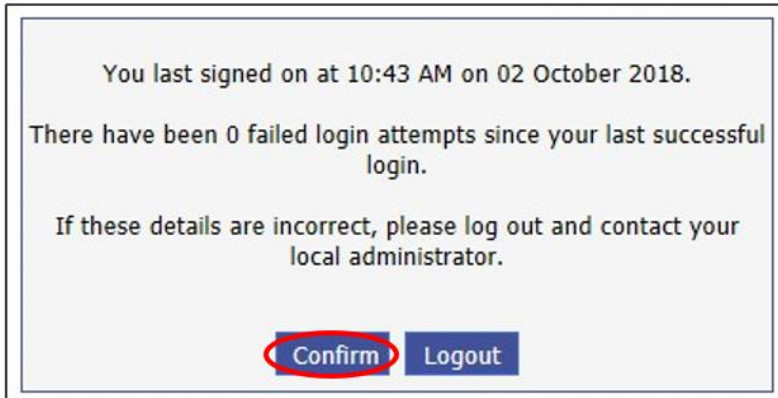 You last signed on at 10:43 AM on 02 October 2018.
There have been 0 failed login attempts since your last successful
login.
If these details are incorrect, please log out and contact your
local administrator.
Confirm Logout